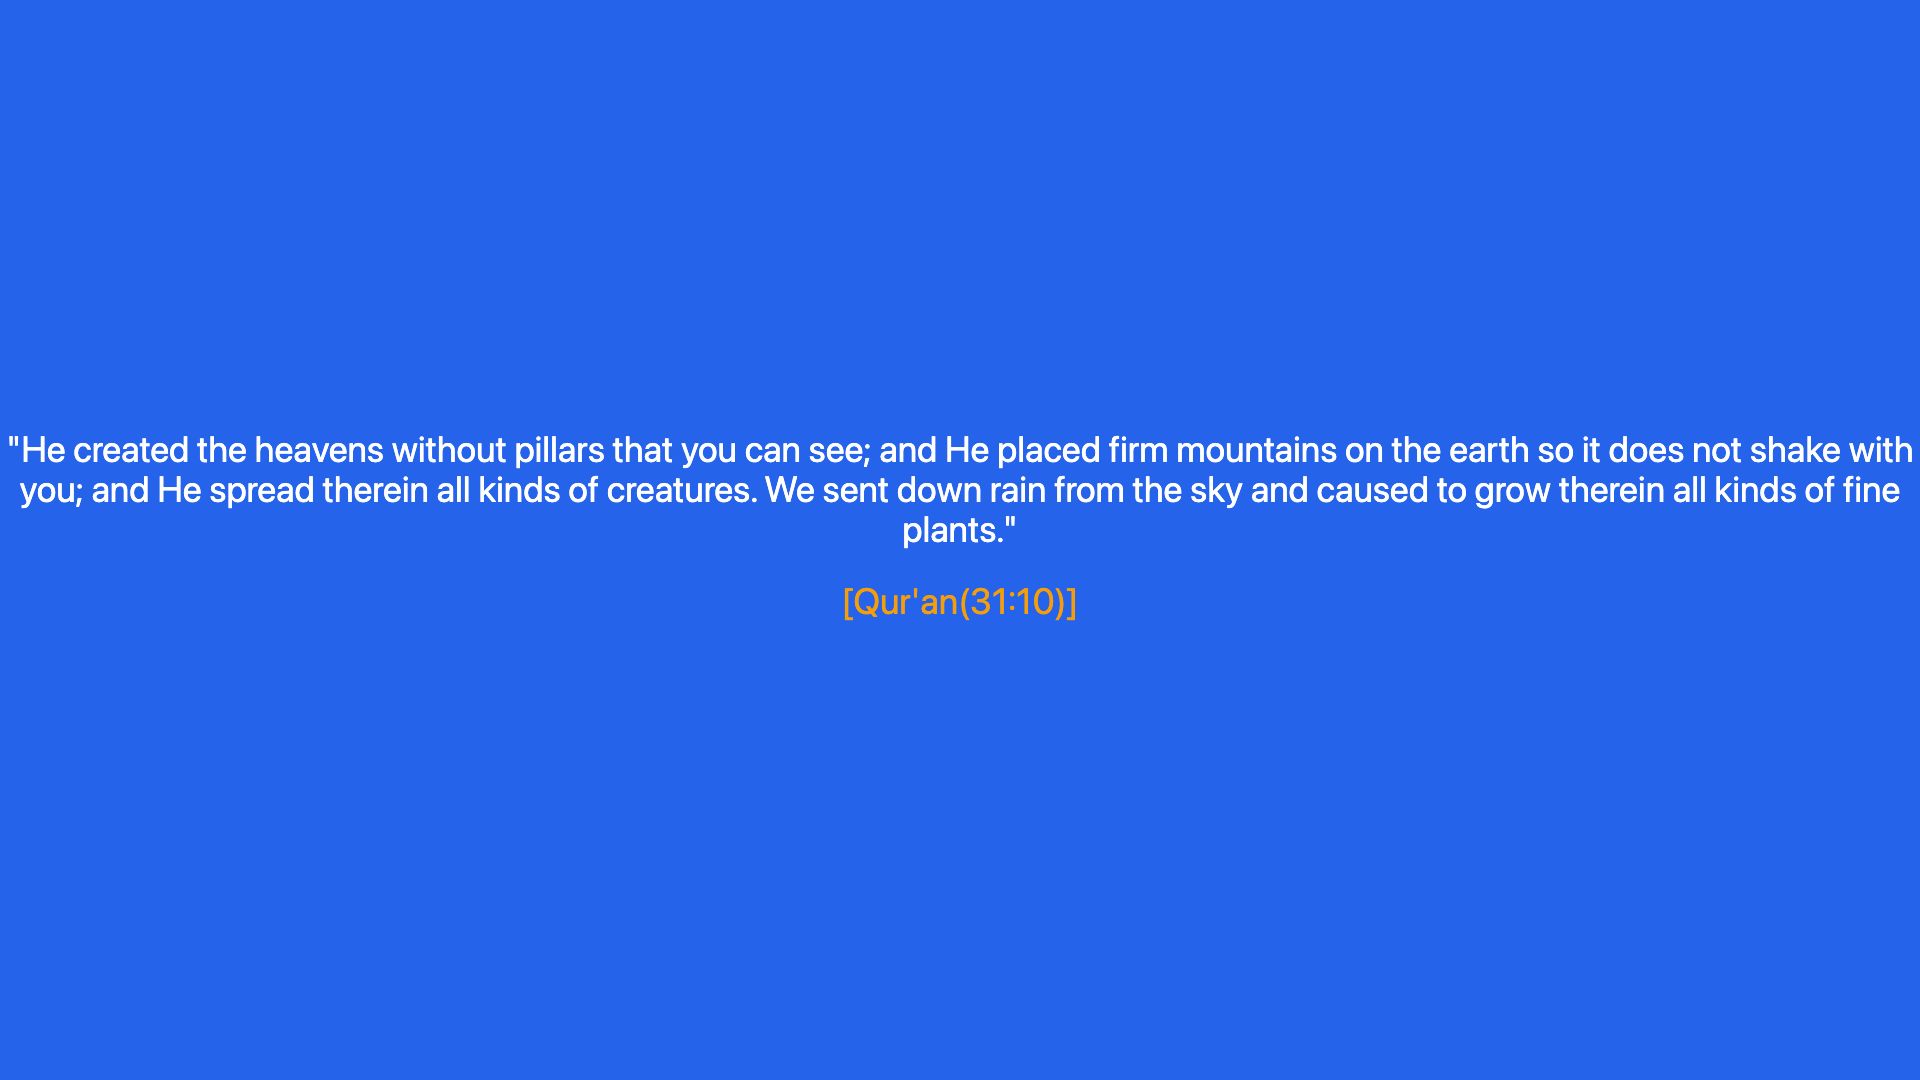 "He created the heavens without pillars that you can see; and He placed firm mountains on the earth so it does not shake with
you; and He spread therein all kinds of creatures. We sent down rain from the sky and caused to grow therein all kinds of fine
plants."
[Qur'an(31:10)]